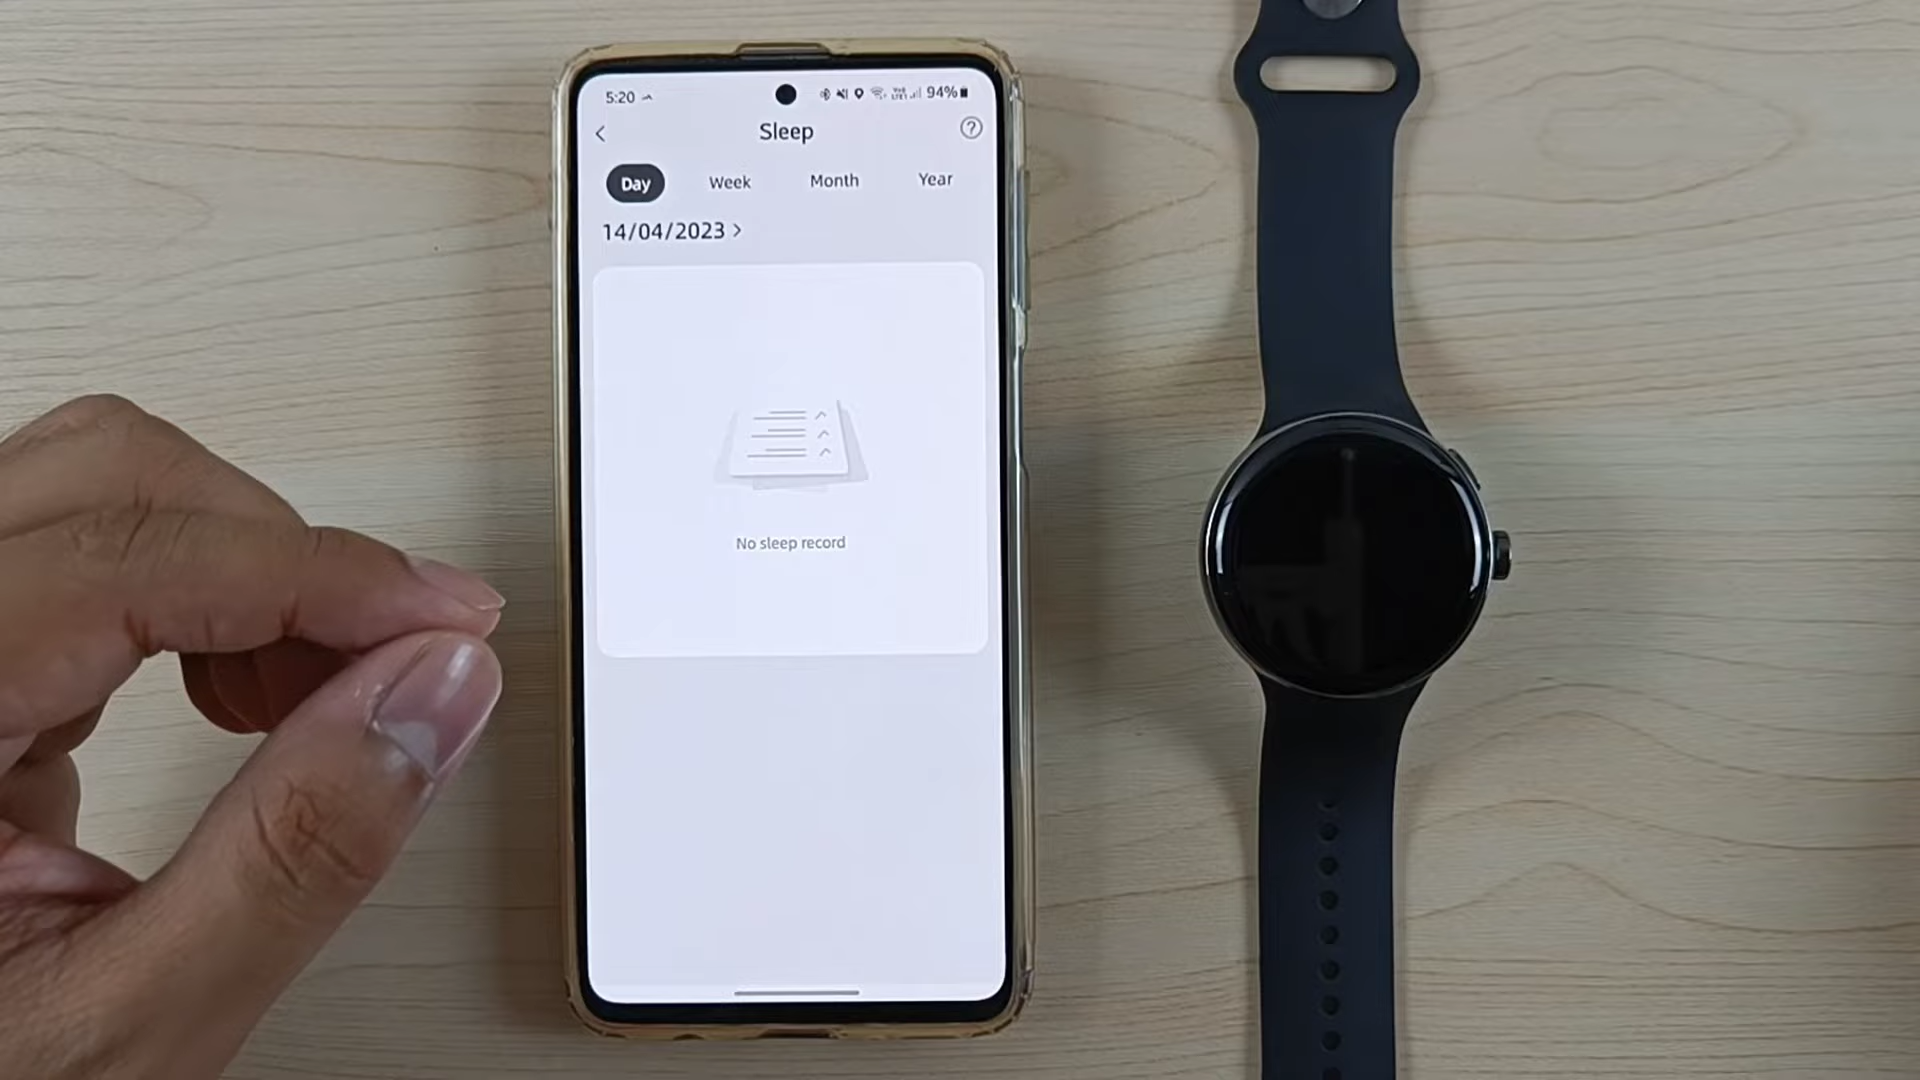 5:20
94%
Sleep
?
Day
Week
Month
Year
14/04/2023 >
No sleep record